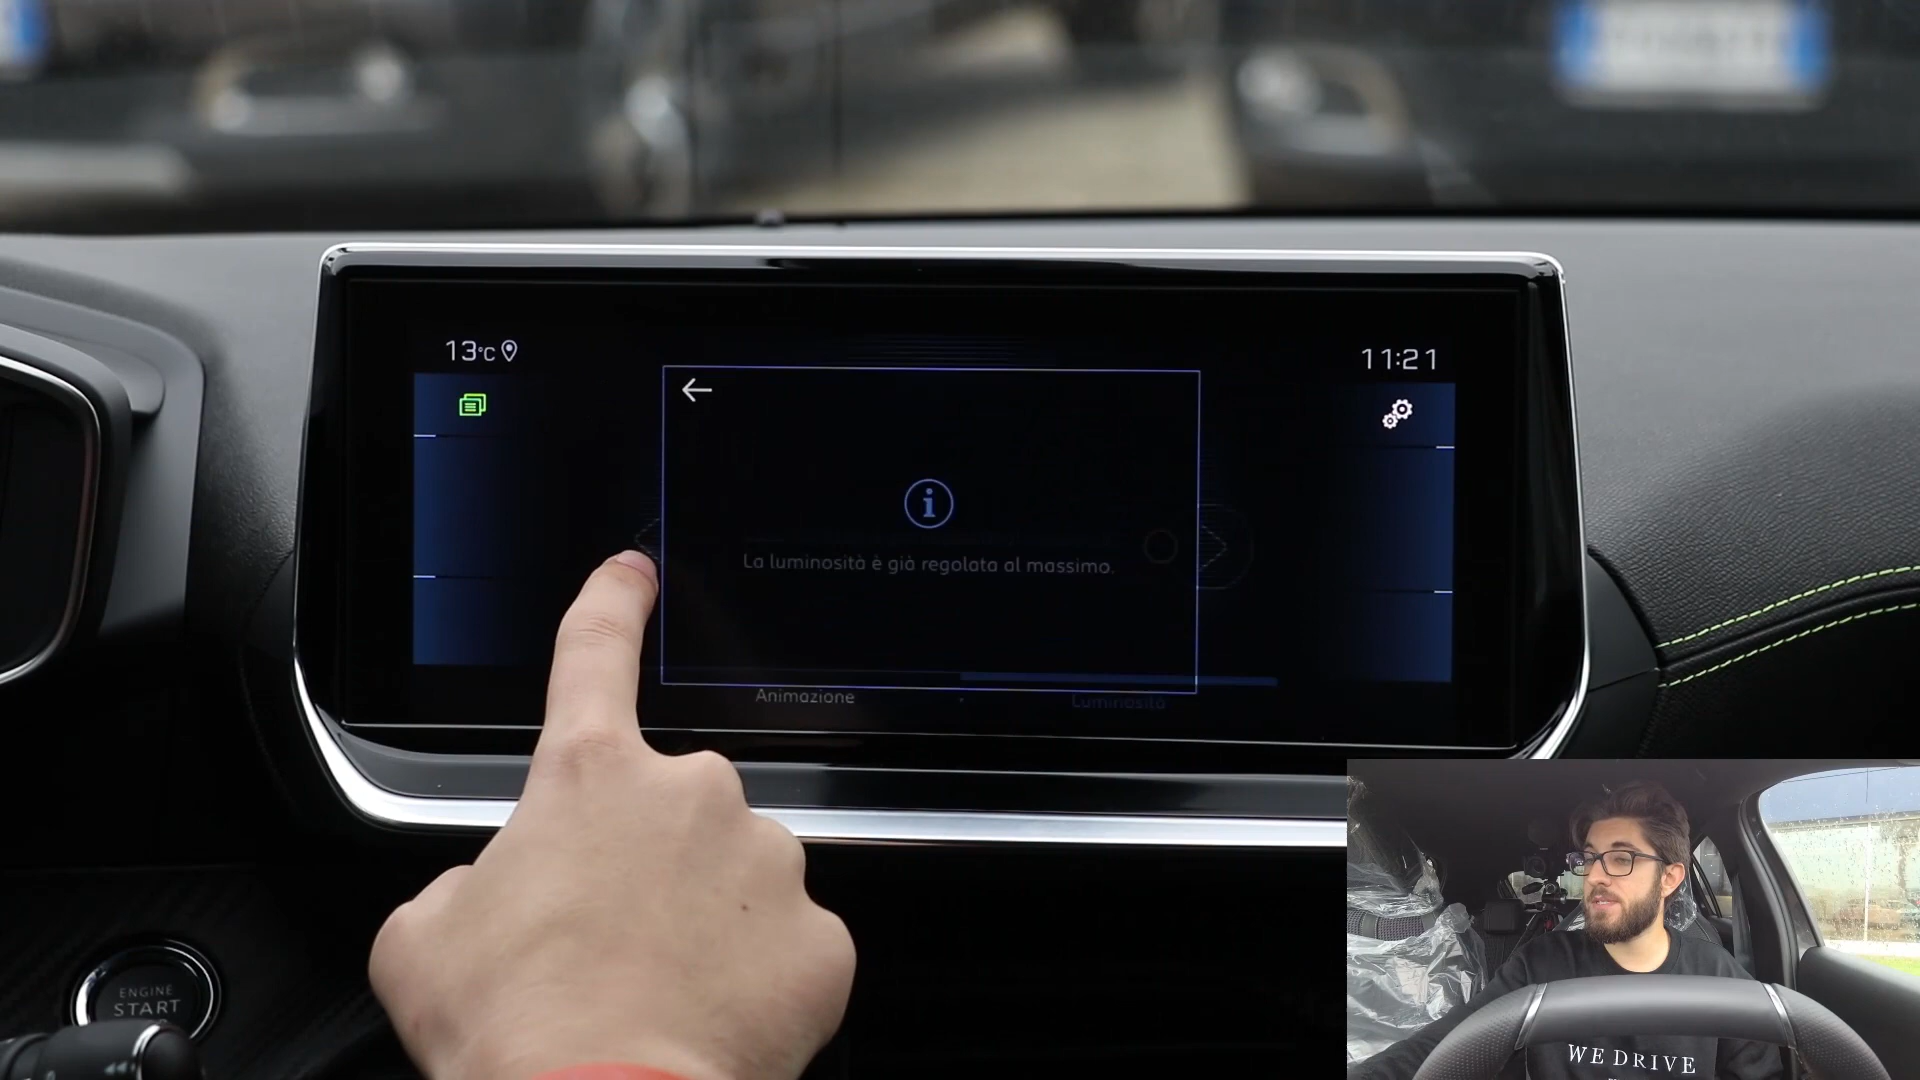 13°C
11:21
La luminosità è già regolata al massimo.
Animazione
Luminosità
ENGINE
START
WE DRIVE